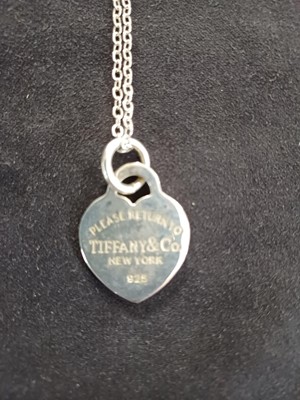 PLEASE RETURN TO
TIFFANY & Co.
NEW YORK
925